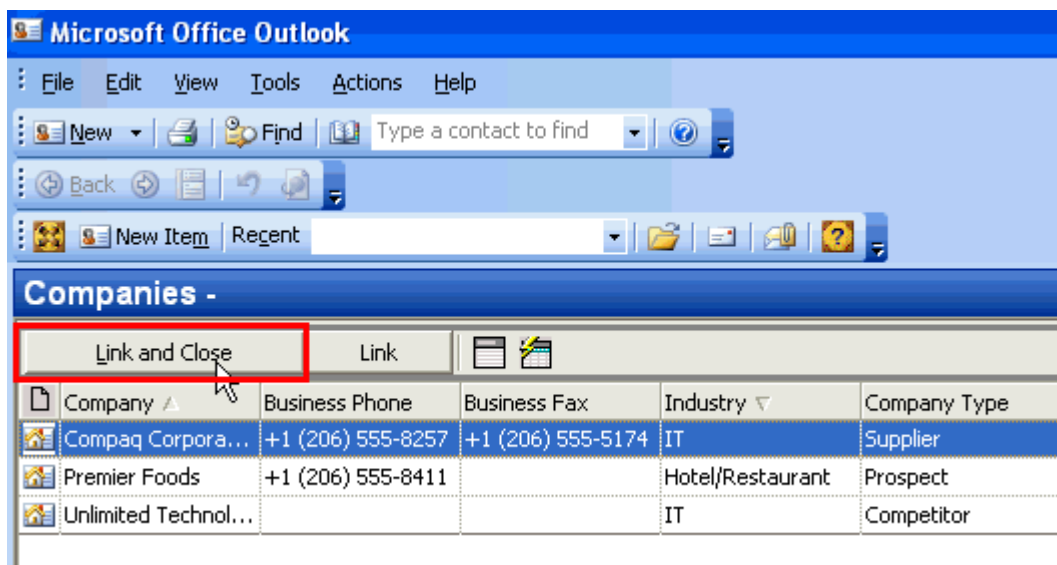 Microsoft Office Outlook
File Edit View Tools Actions Help
New Find Type a contact to find
Back
New Item Recent
Companies -
Link and Close Link
Company Business Phone Business Fax Industry Company Type
Compaq Corpora... +1 (206) 555-8257 +1 (206) 555-5174 IT Supplier
Premier Foods +1 (206) 555-8411 Hotel/Restaurant Prospect
Unlimited Technol... IT Competitor